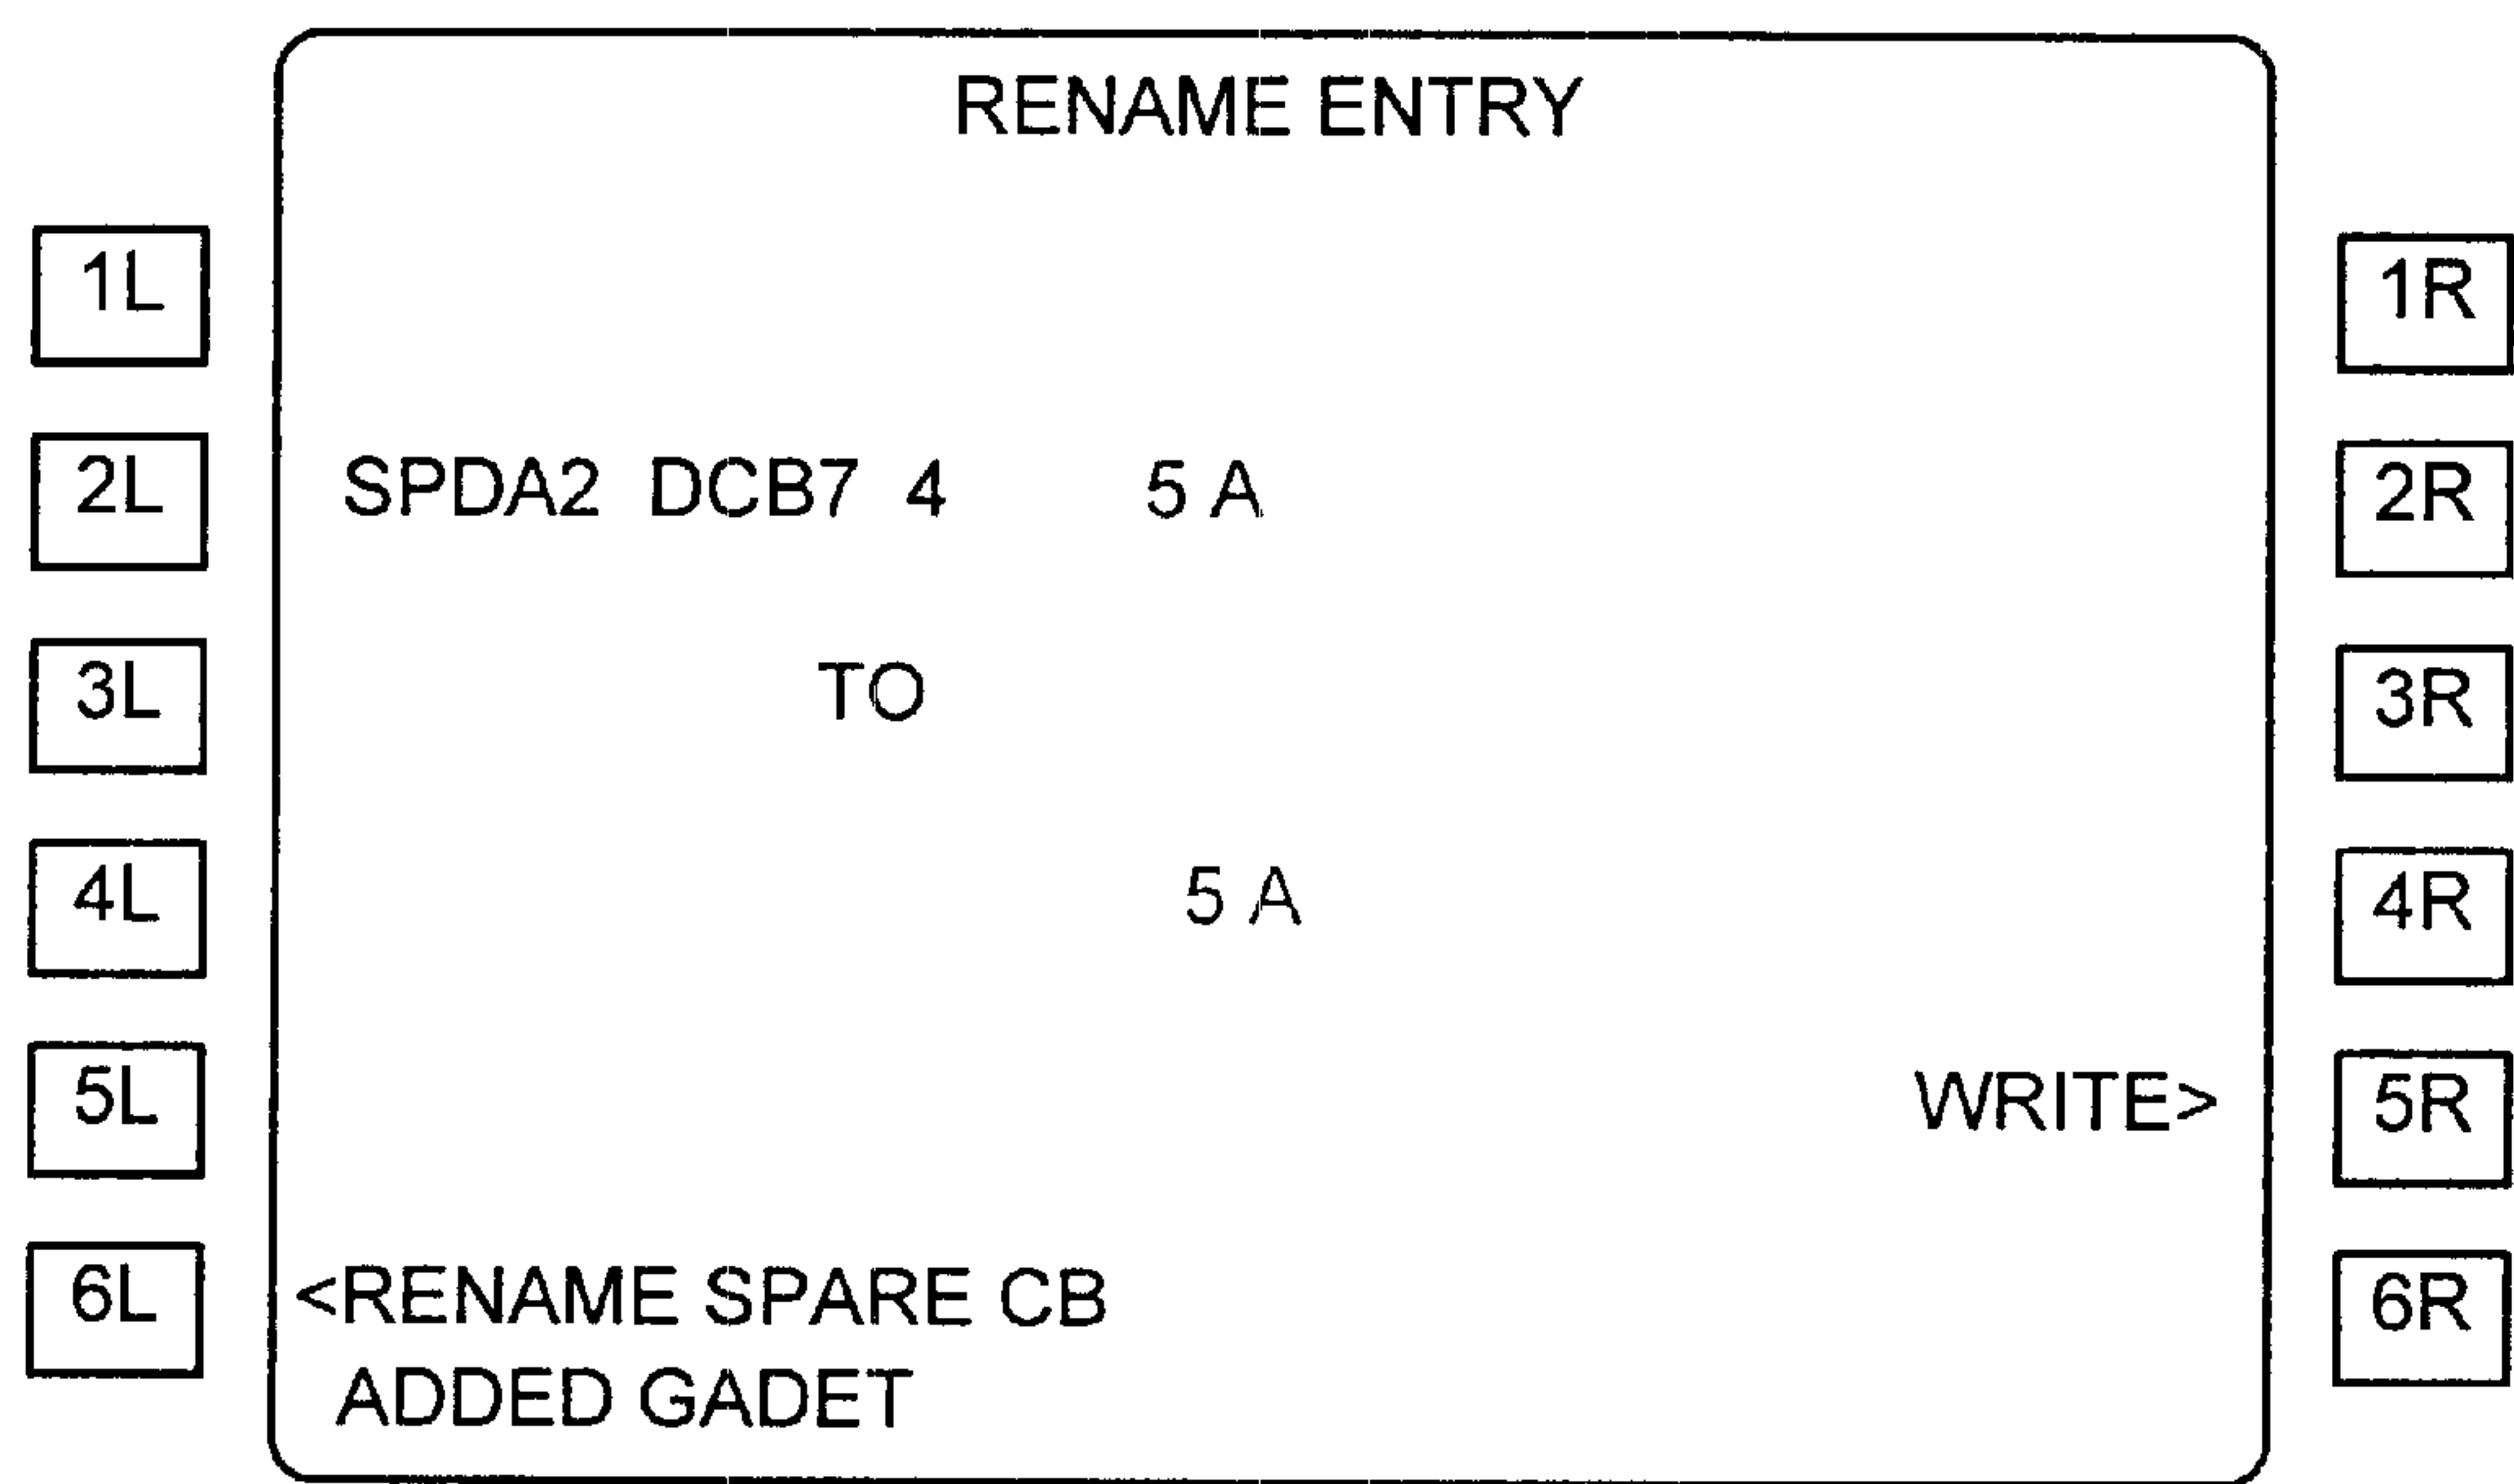 RENAME ENTRY
1L 1R
2L SPDA2 DCB7 4 5 A 2R
3L TO 3R
4L 5 A 4R
5L WRITE> 5R
6L <RENAME SPARE CB 6R
ADDED GADET